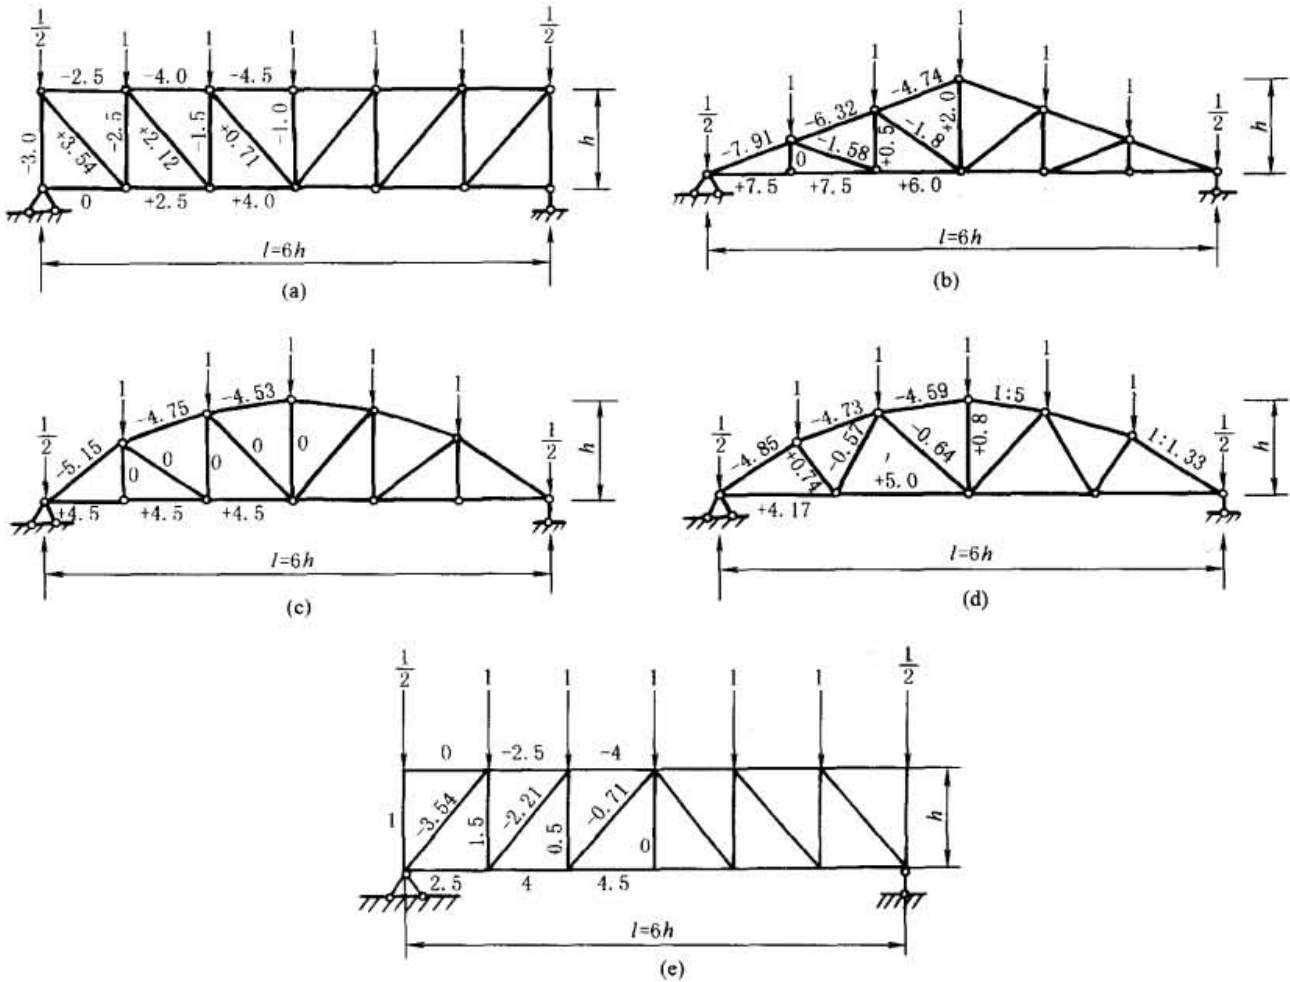 1/2 1 1 1 1 1 1/2
-2.5 -4.0 -4.5
-3.0 +3.54 -2.5 +2.12 -1.5 +0.71 -1.0 h
0 +2.5 +4.0
l=6h
(a)
1/2 1 1 1 1 1 1/2
-7.91 -6.32 -4.74
0 -1.58 +0.5 -1.8 +2.0 h
+7.5 +7.5 +6.0
l=6h
(b)
1/2 1 1 1 1 1 1/2
-5.15 -4.75 -4.53
0 0 0 0 0 h
+4.5 +4.5 +4.5
l=6h
(c)
1/2 1 1 1 1 1 1/2
-4.85 -4.73 -4.59 1:5 1:1.33
+0.74 -0.57 -0.64 +0.8 h
+4.17 +5.0
l=6h
(d)
1/2 1 1 1 1 1 1/2
0 -2.5 -4
1 -3.54 1.5 -2.21 0.5 -0.71 0 h
2.5 4 4.5
l=6h
(e)